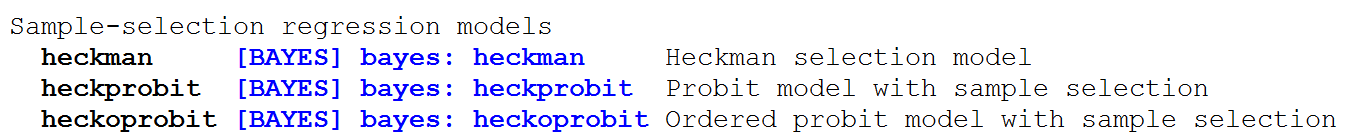 Sample-selection regression models
heckman [BAYES] bayes: heckman Heckman selection model
heckprobit [BAYES] bayes: heckprobit Probit model with sample selection
heckoprobit [BAYES] bayes: heckoprobit Ordered probit model with sample selection